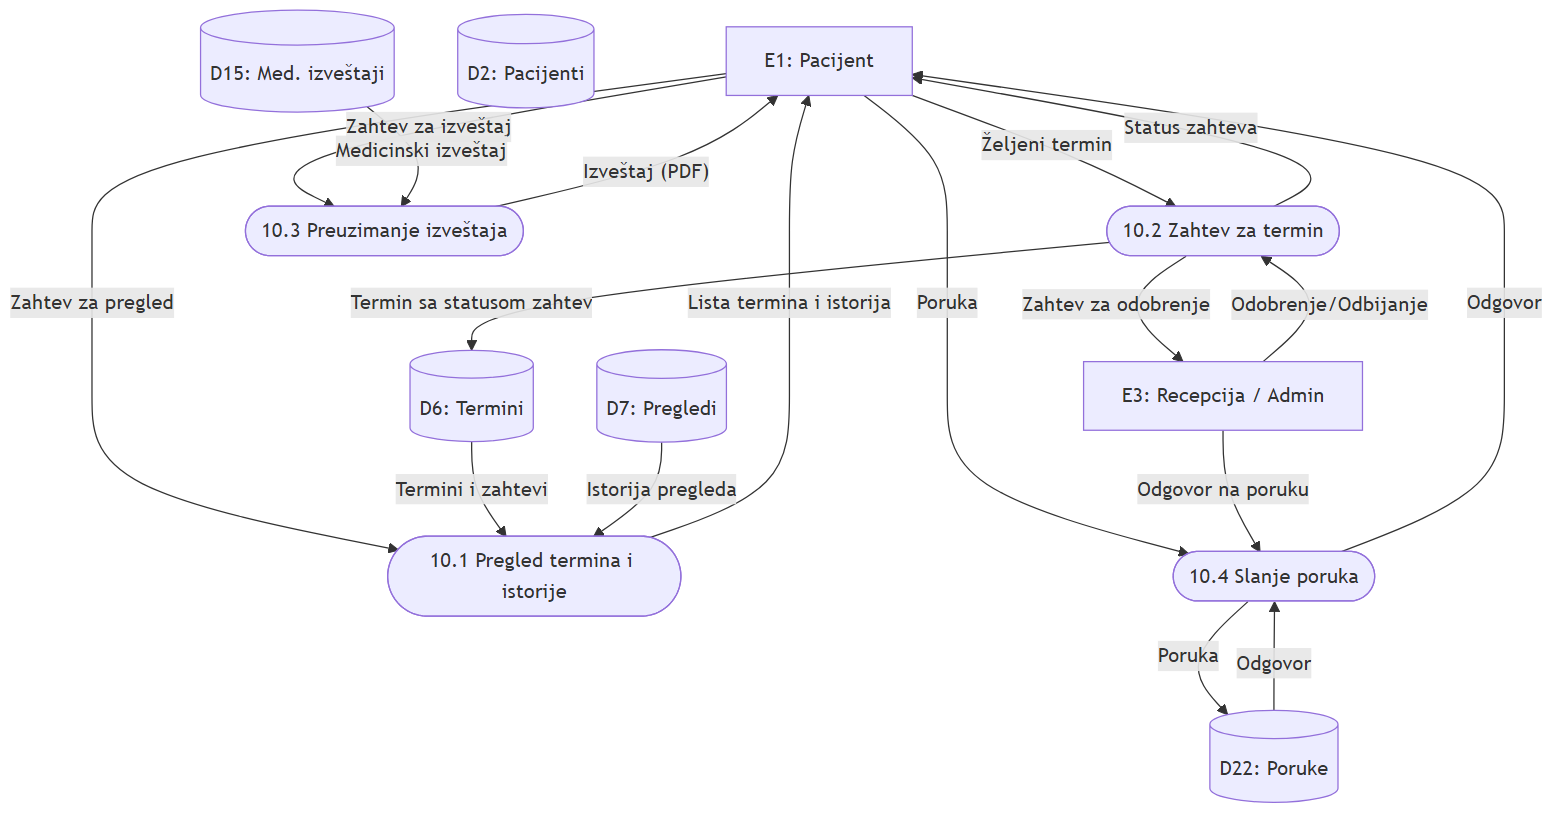 D15: Med. izveštaji
D2: Pacijenti
E1: Pacijent
Zahtev za izveštaj
Medicinski izveštaj
Izveštaj (PDF)
Željeni termin
Status zahteva
10.3 Preuzimanje izveštaja
10.2 Zahtev za termin
Zahtev za pregled
Termin sa statusom zahtev
Lista termina i istorija
Poruka
Zahtev za odobrenje
Odobrenje/Odbijanje
Odgovor
D6: Termini
D7: Pregledi
E3: Recepcija / Admin
Termini i zahtevi
Istorija pregleda
Odgovor na poruku
10.1 Pregled termina i
istorije
10.4 Slanje poruka
Poruka
Odgovor
D22: Poruke